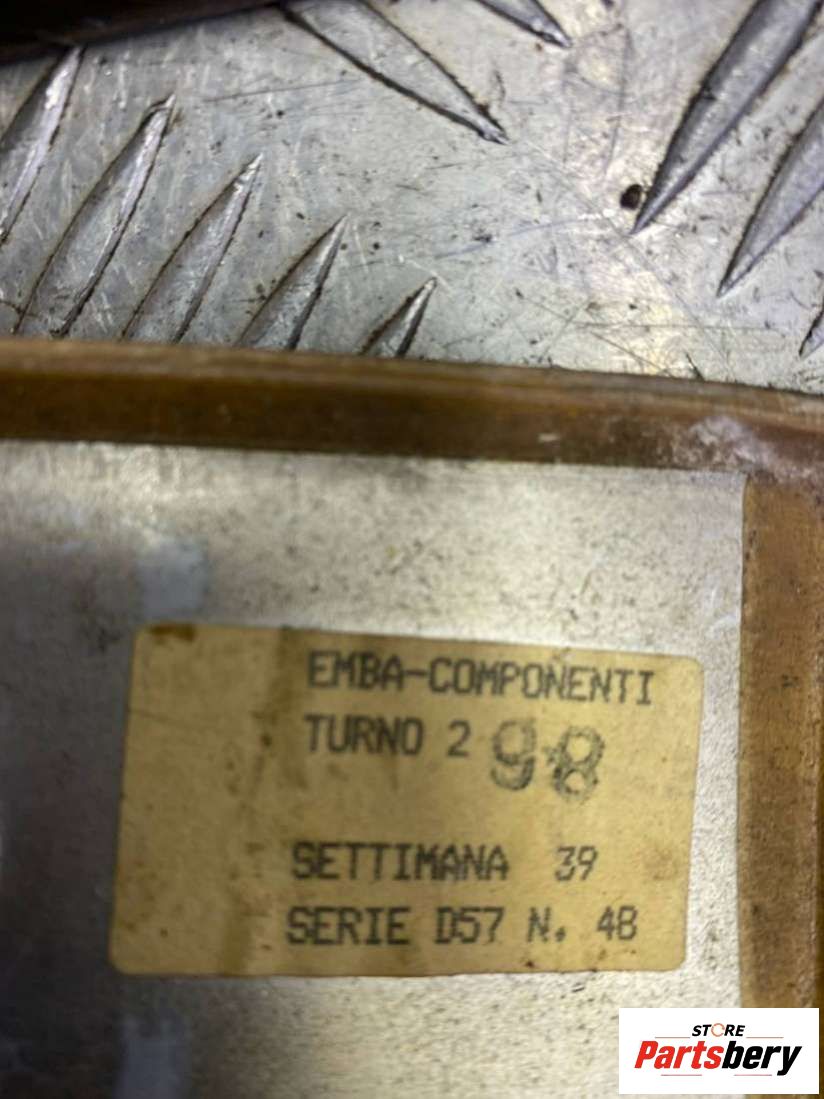 EMBA-COMPONENTI
TURNO 2 98
SETTIMANA 39
SERIE D57 N. 48
STORE
Partsbery